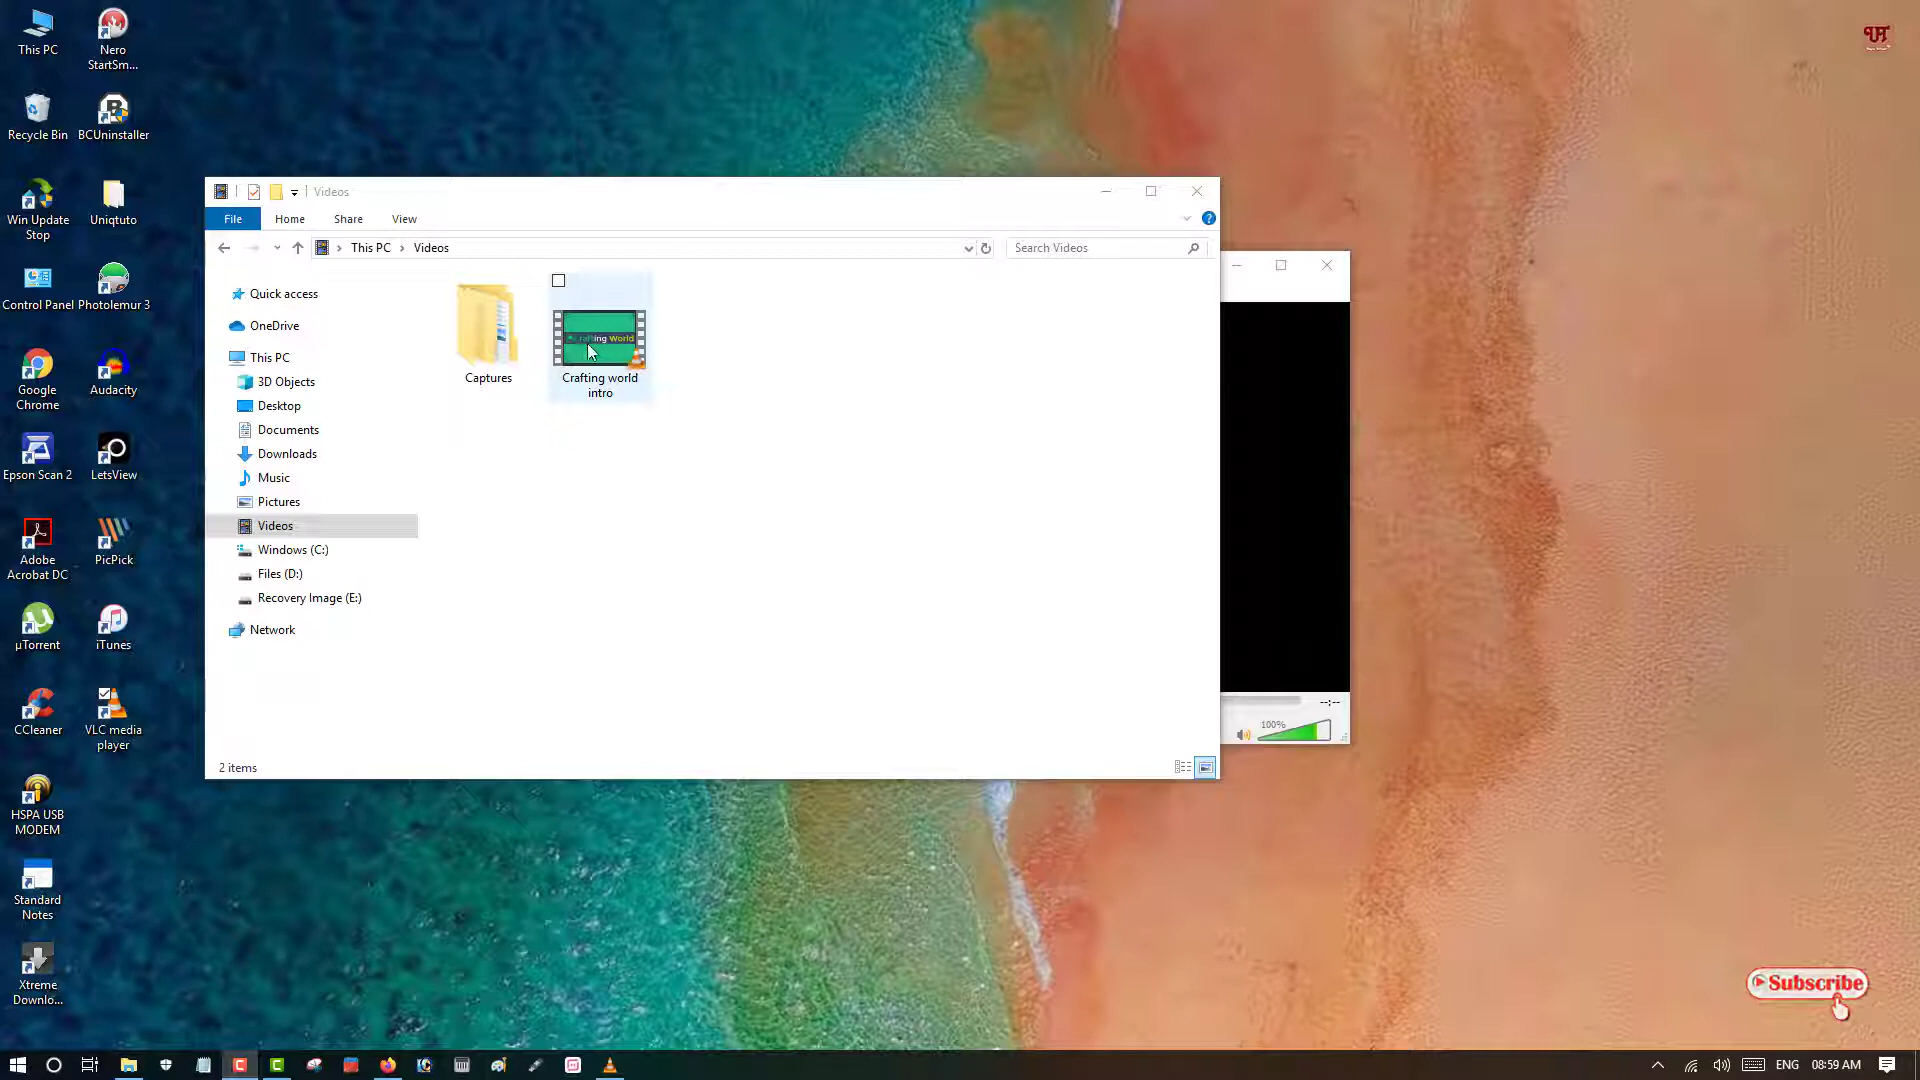 This PC
Nero
StartSm...
Recycle Bin
BCUninstaller
Win Update
Stop
Uniqtuto
Control Panel
Photolemur 3
Google
Chrome
Audacity
Epson Scan 2
LetsView
Adobe
Acrobat DC
PicPick
µTorrent
iTunes
CCleaner
VLC media
player
HSPA USB
MODEM
Standard
Notes
Xtreme
Downlo...
Videos
File
Home
Share
View
This PC
Videos
Search Videos
Quick access
OneDrive
This PC
3D Objects
Desktop
Documents
Downloads
Music
Pictures
Videos
Windows (C:)
Files (D:)
Recovery Image (E:)
Network
Captures
Crafting World
Crafting world
intro
2 items
--:--
100%
UT
Subscribe
ENG
08:59 AM